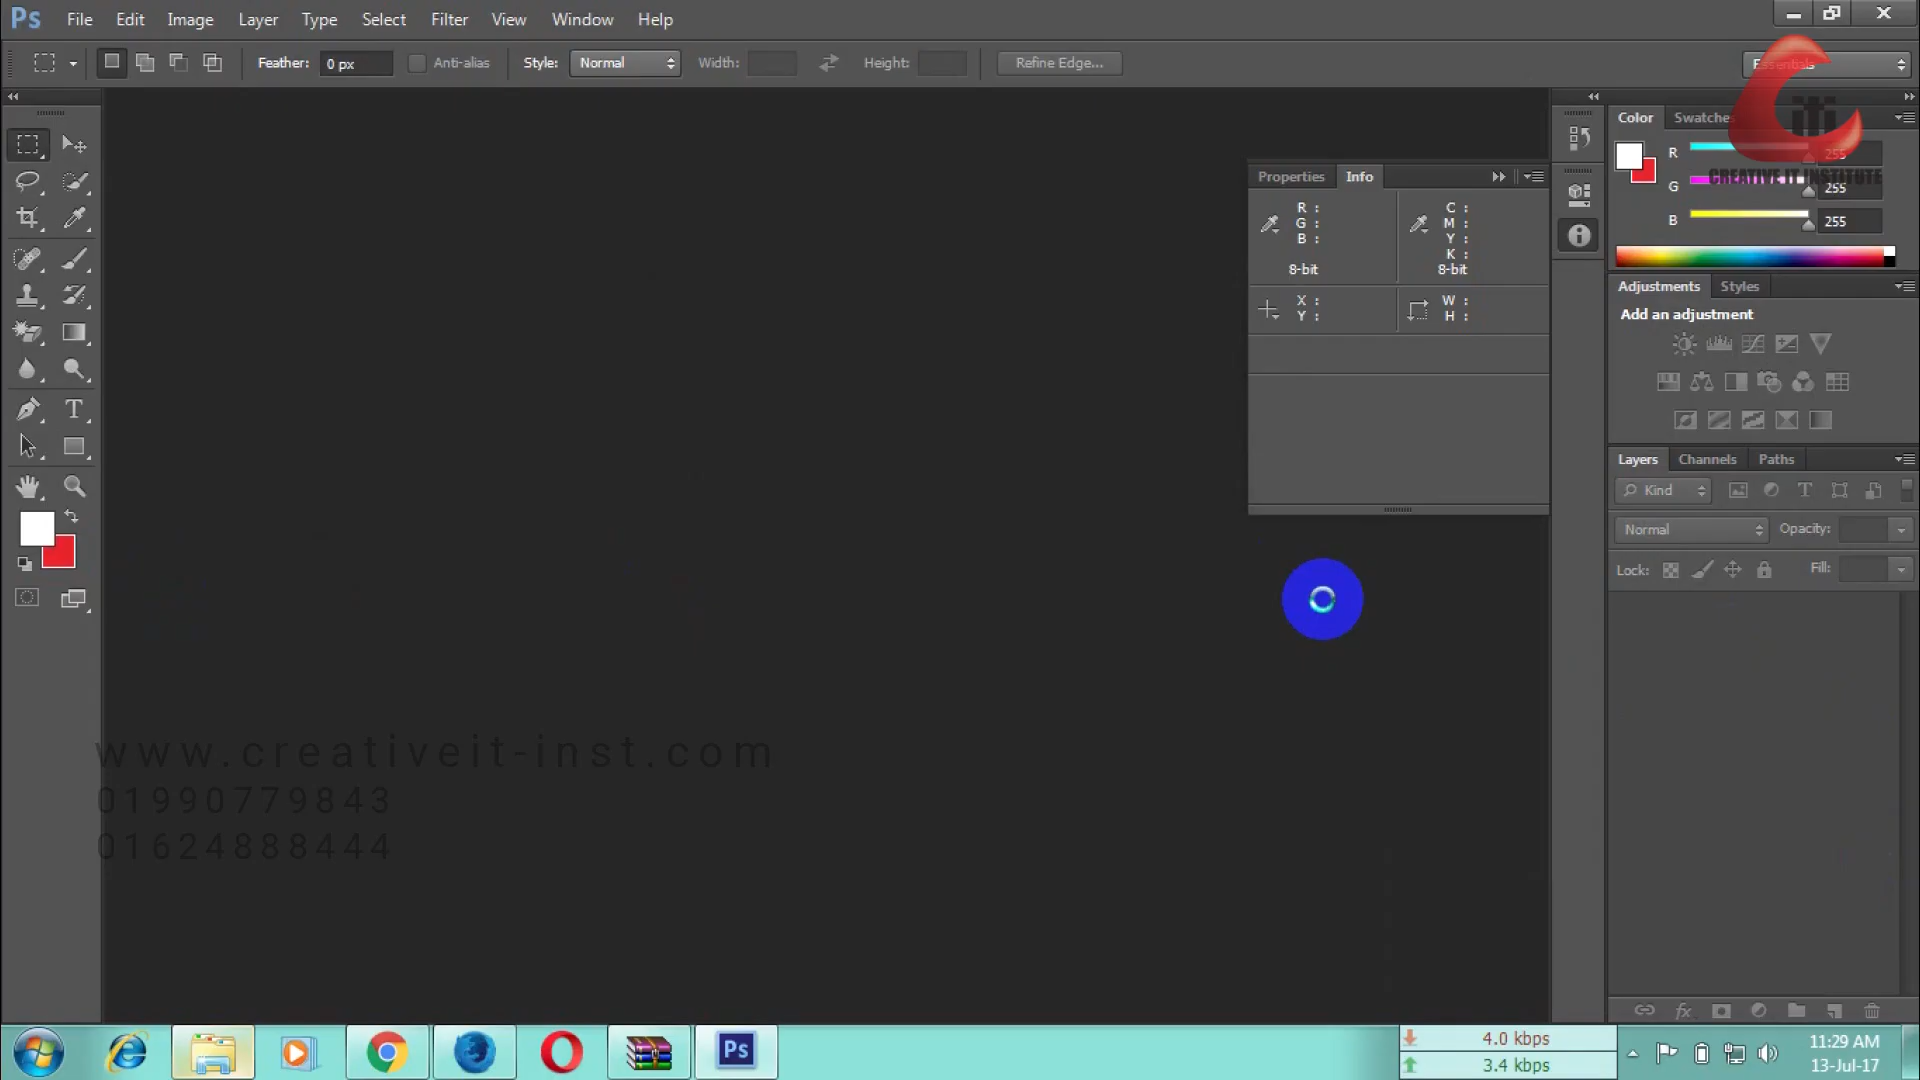 Ps File Edit Image Layer Type Select Filter View Window Help
Feather: 0 px Anti-alias Style: Normal Width: Height: Refine Edge... Essentials
Color Swatches
R 255
G 255
B 255
CREATIVE IT INSTITUTE
Properties Info
R : C :
G : M :
B : Y :
K :
8-bit 8-bit
X : W :
Y : H :
Adjustments Styles
Add an adjustment
Layers Channels Paths
Kind
Normal Opacity:
Lock: Fill:
www.creativeit-inst.com
01990779843
01624888444
Ps
4.0 kbps
3.4 kbps
11:29 AM
13-Jul-17